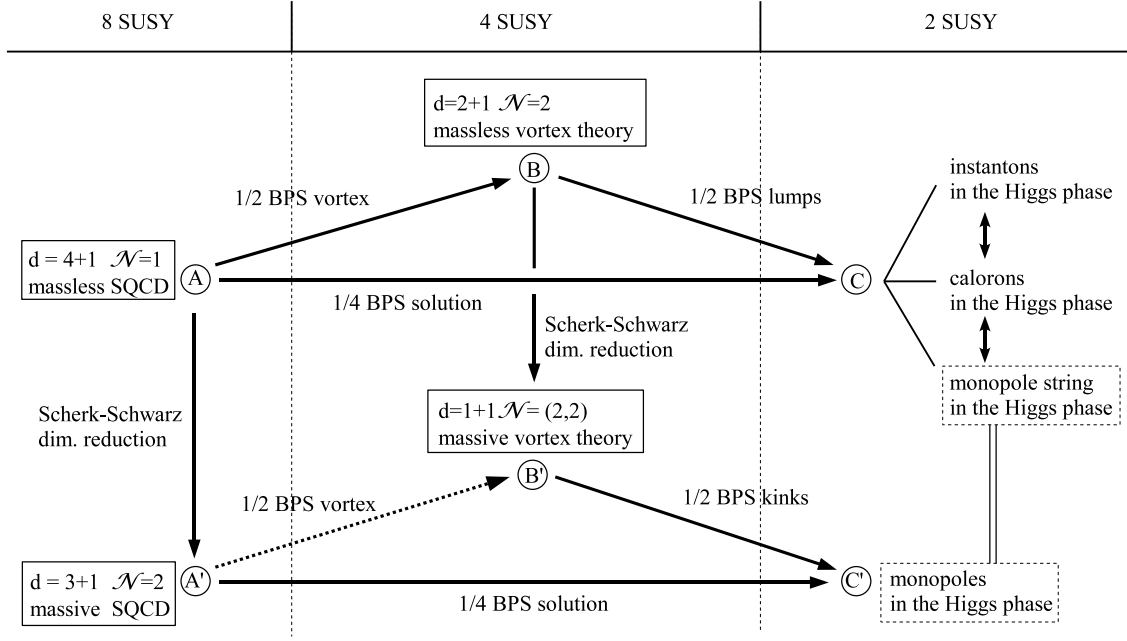 8 SUSY
4 SUSY
2 SUSY
d=2+1 𝒩=2
massless vortex theory
B
1/2 BPS vortex
1/2 BPS lumps
instantons
in the Higgs phase
d = 4+1 𝒩=1
massless SQCD
A
1/4 BPS solution
C
calorons
in the Higgs phase
Scherk-Schwarz
dim. reduction
monopole string
in the Higgs phase
Scherk-Schwarz
dim. reduction
d=1+1 𝒩= (2,2)
massive vortex theory
B'
1/2 BPS vortex
1/2 BPS kinks
d = 3+1 𝒩=2
massive SQCD
A'
1/4 BPS solution
C'
monopoles
in the Higgs phase